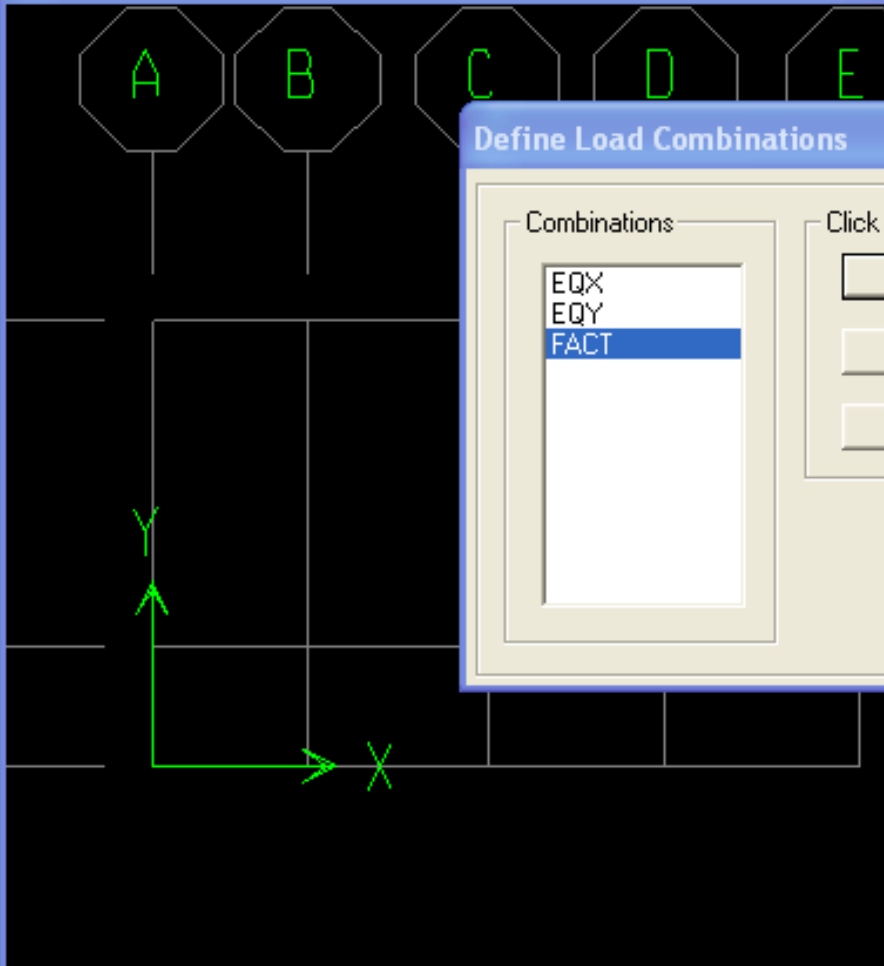 A B C D E
Define Load Combinations
Combinations
Click
EQX
EQY
FACT
Y
X